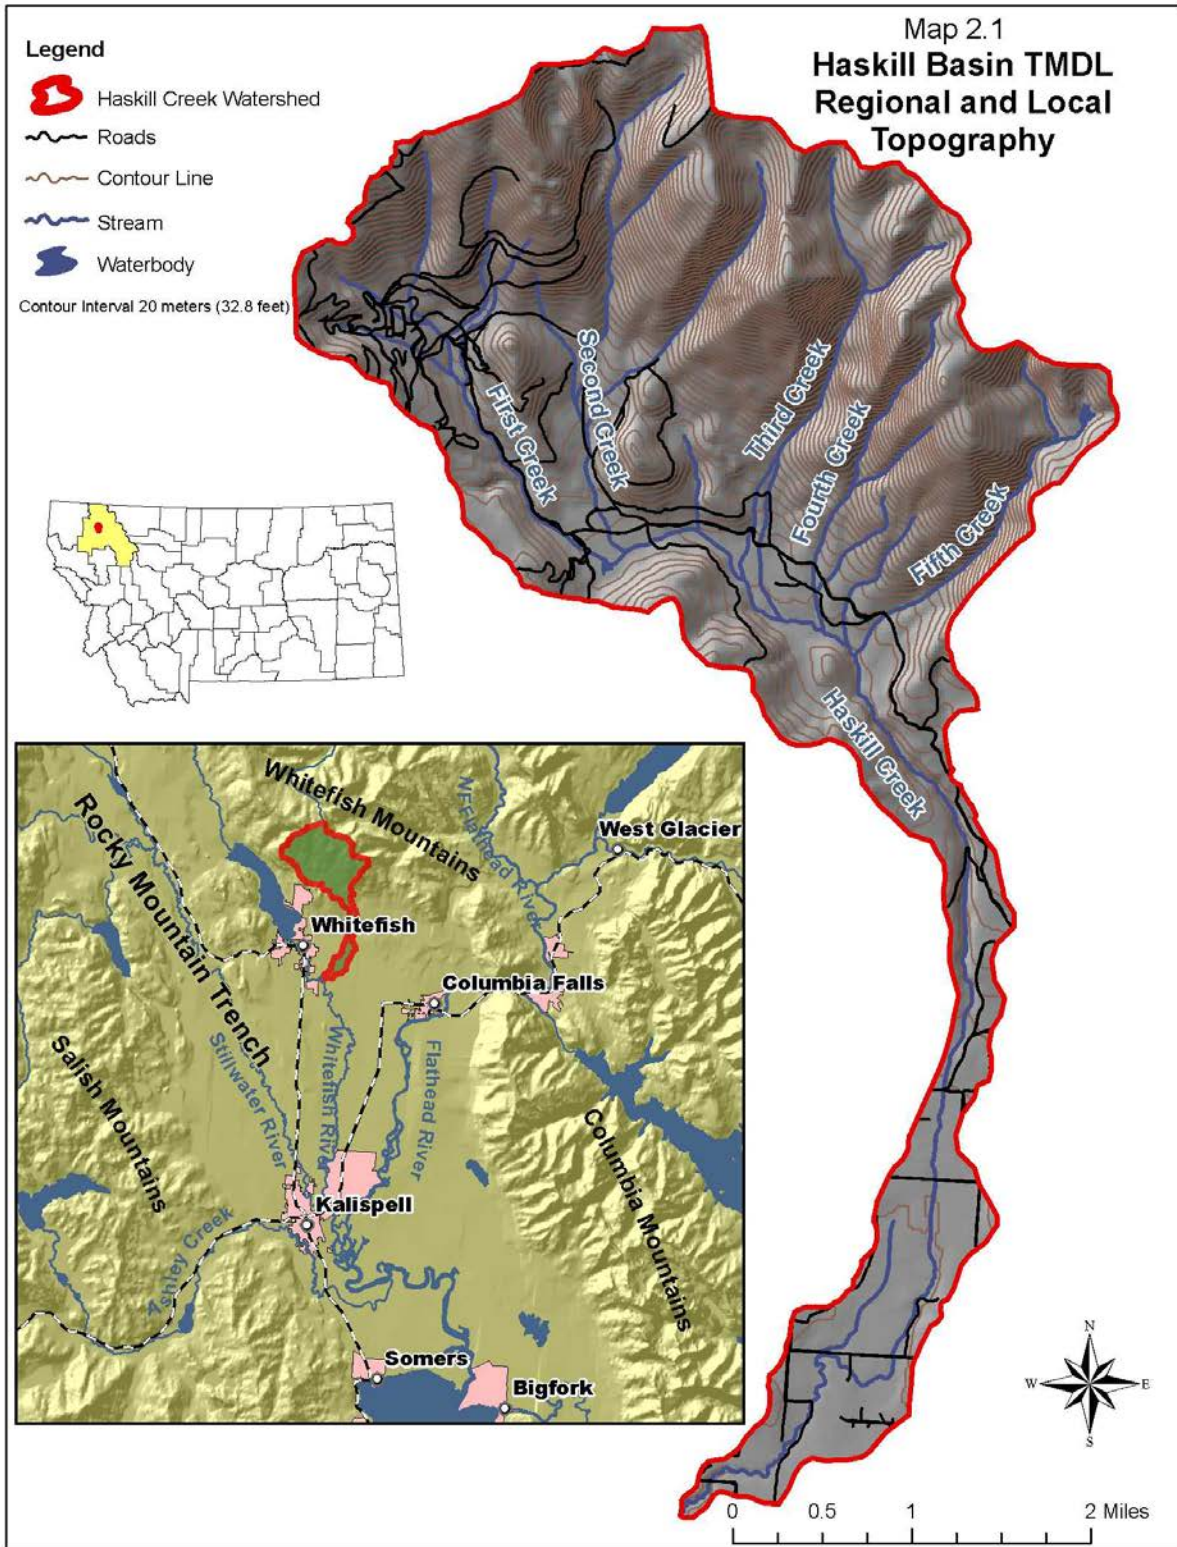 Map 2.1
Haskill Basin TMDL
Regional and Local
Topography
Legend
Haskill Creek Watershed
Roads
Contour Line
Stream
Waterbody
Contour Interval 20 meters (32.8 feet)
First Creek
Second Creek
Third Creek
Fourth Creek
Fifth Creek
Haskill Creek
Whitefish Mountains
Rocky Mountain Trench
NF Flathead River
West Glacier
Whitefish
Columbia Falls
Salish Mountains
Stillwater River
Whitefish River
Flathead River
Columbia Mountains
Kalispell
Ashley Creek
Somers
Bigfork
N
W
E
S
0 0.5 1 2 Miles